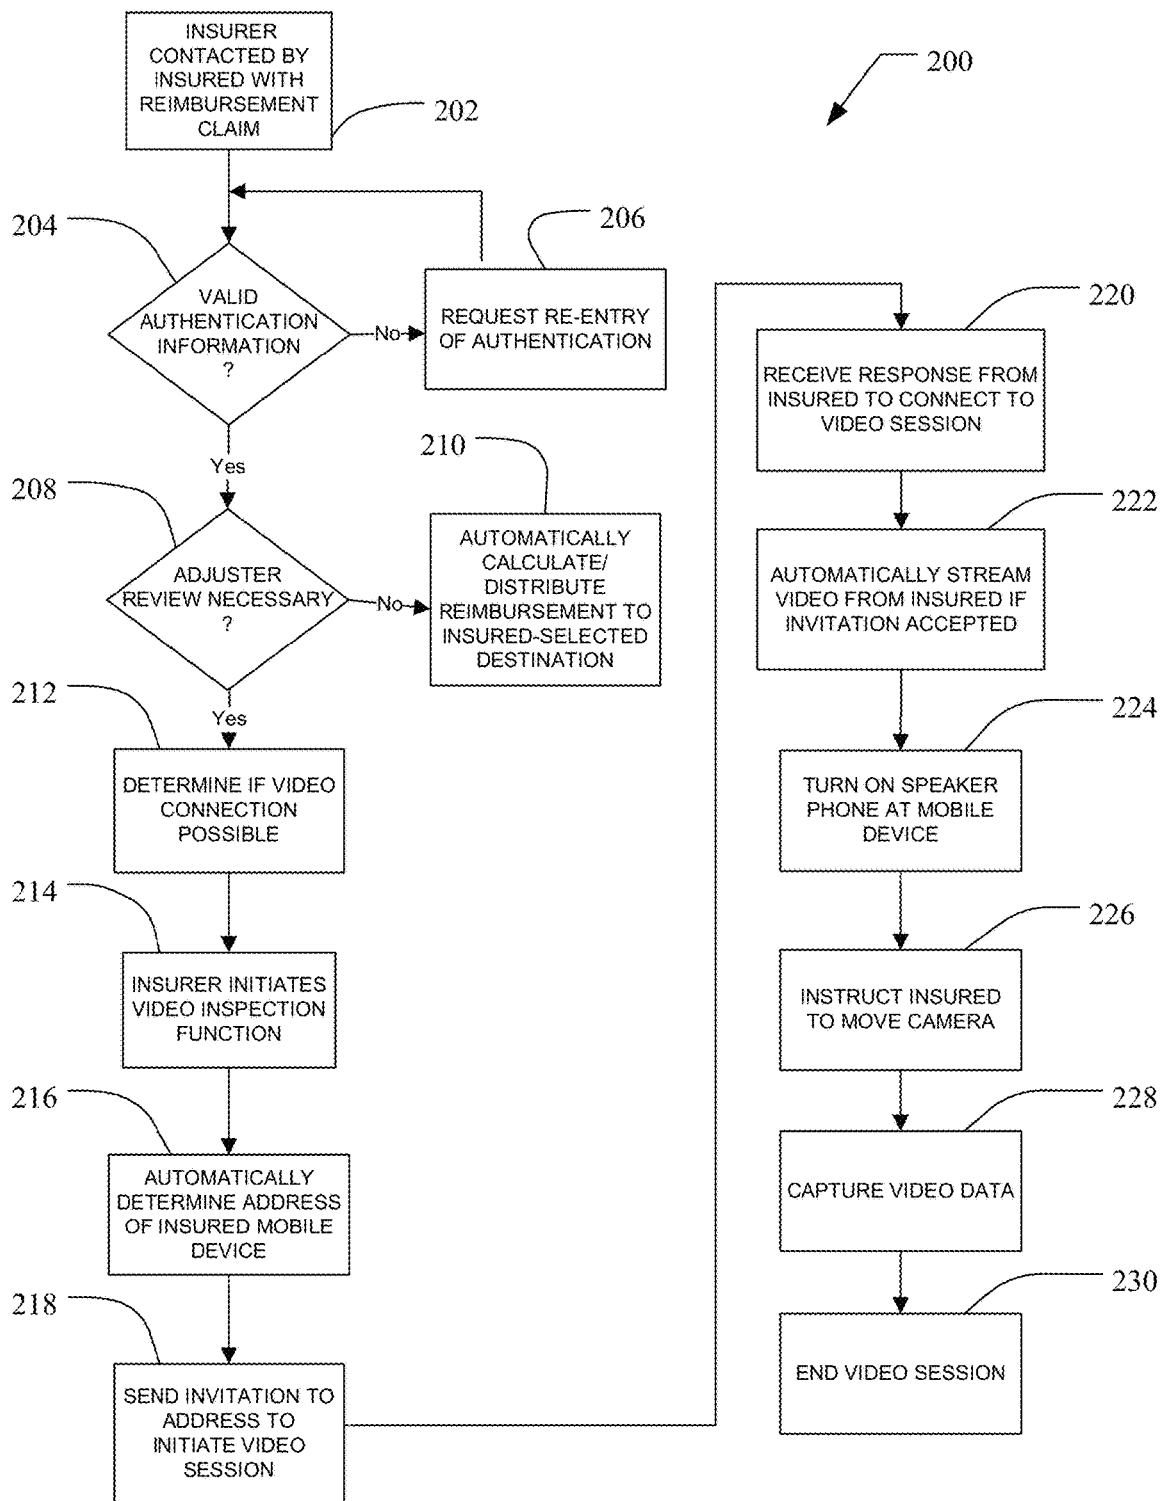 INSURER
CONTACTED BY
INSURED WITH
REIMBURSEMENT
CLAIM
202
200
204
VALID
AUTHENTICATION
INFORMATION
?
No
206
REQUEST RE-ENTRY
OF AUTHENTICATION
Yes
208
ADJUSTER
REVIEW NECESSARY
?
No
210
AUTOMATICALLY
CALCULATE/
DISTRIBUTE
REIMBURSEMENT TO
INSURED-SELECTED
DESTINATION
Yes
212
DETERMINE IF VIDEO
CONNECTION
POSSIBLE
214
INSURER INITIATES
VIDEO INSPECTION
FUNCTION
216
AUTOMATICALLY
DETERMINE ADDRESS
OF INSURED MOBILE
DEVICE
218
SEND INVITATION TO
ADDRESS TO
INITIATE VIDEO
SESSION
220
RECEIVE RESPONSE FROM
INSURED TO CONNECT TO
VIDEO SESSION
222
AUTOMATICALLY STREAM
VIDEO FROM INSURED IF
INVITATION ACCEPTED
224
TURN ON SPEAKER
PHONE AT MOBILE
DEVICE
226
INSTRUCT INSURED
TO MOVE CAMERA
228
CAPTURE VIDEO DATA
230
END VIDEO SESSION